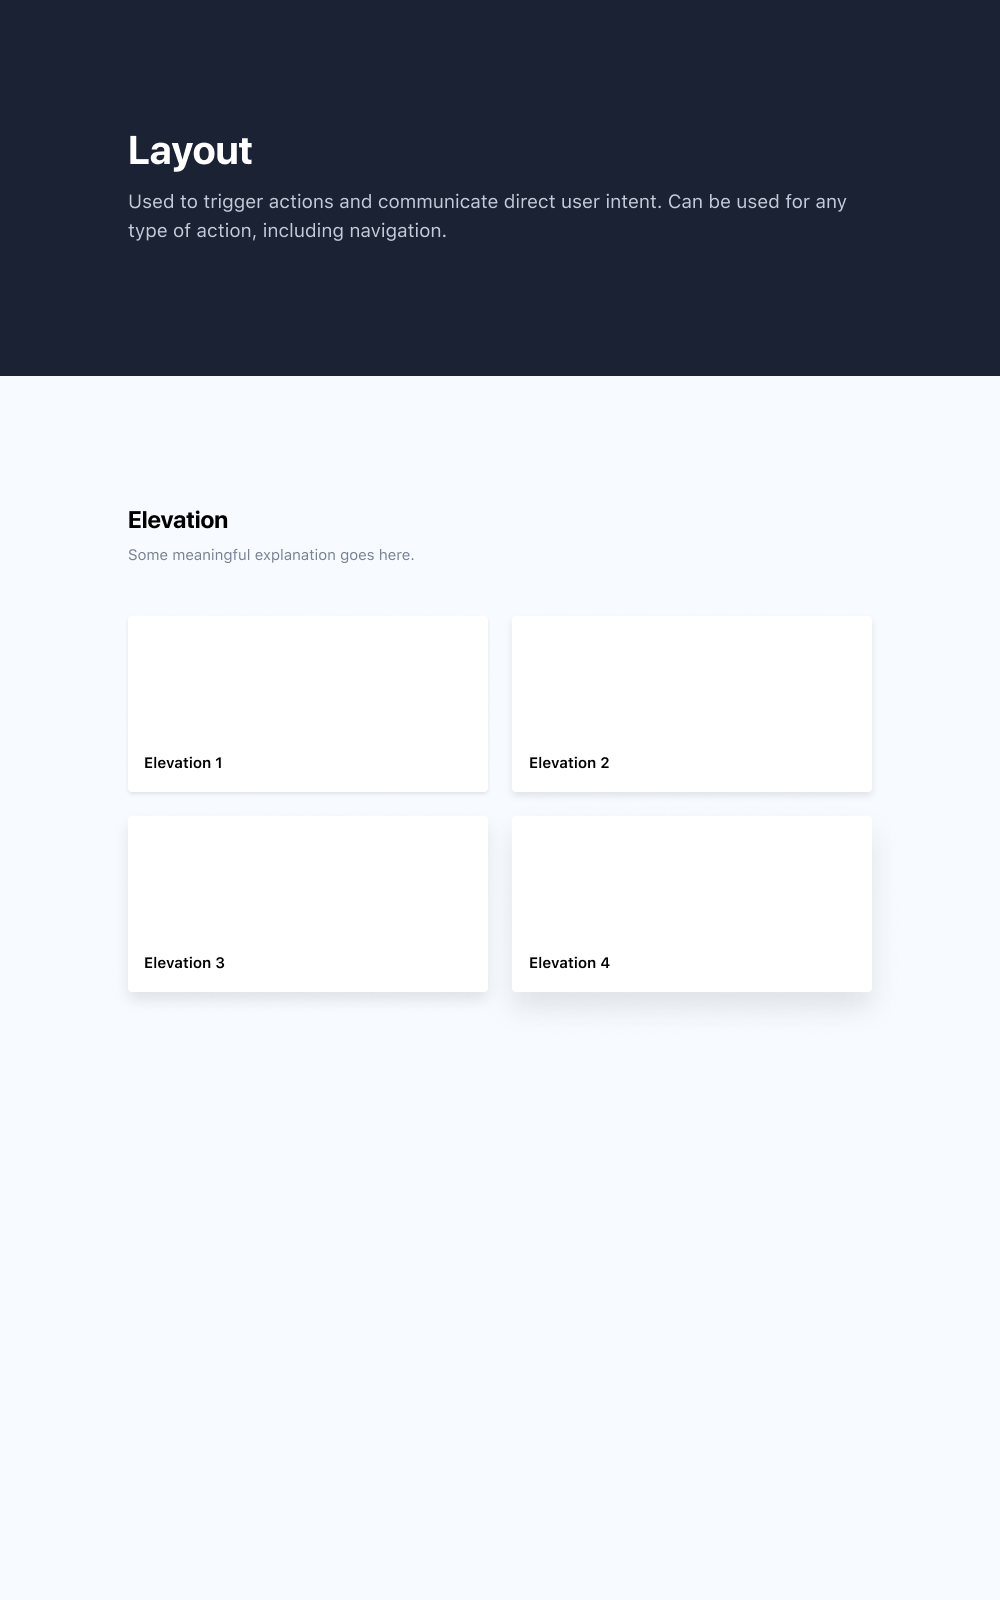 Layout
Used to trigger actions and communicate direct user intent. Can be used for any
type of action, including navigation.
Elevation
Some meaningful explanation goes here.
Elevation 1
Elevation 2
Elevation 3
Elevation 4